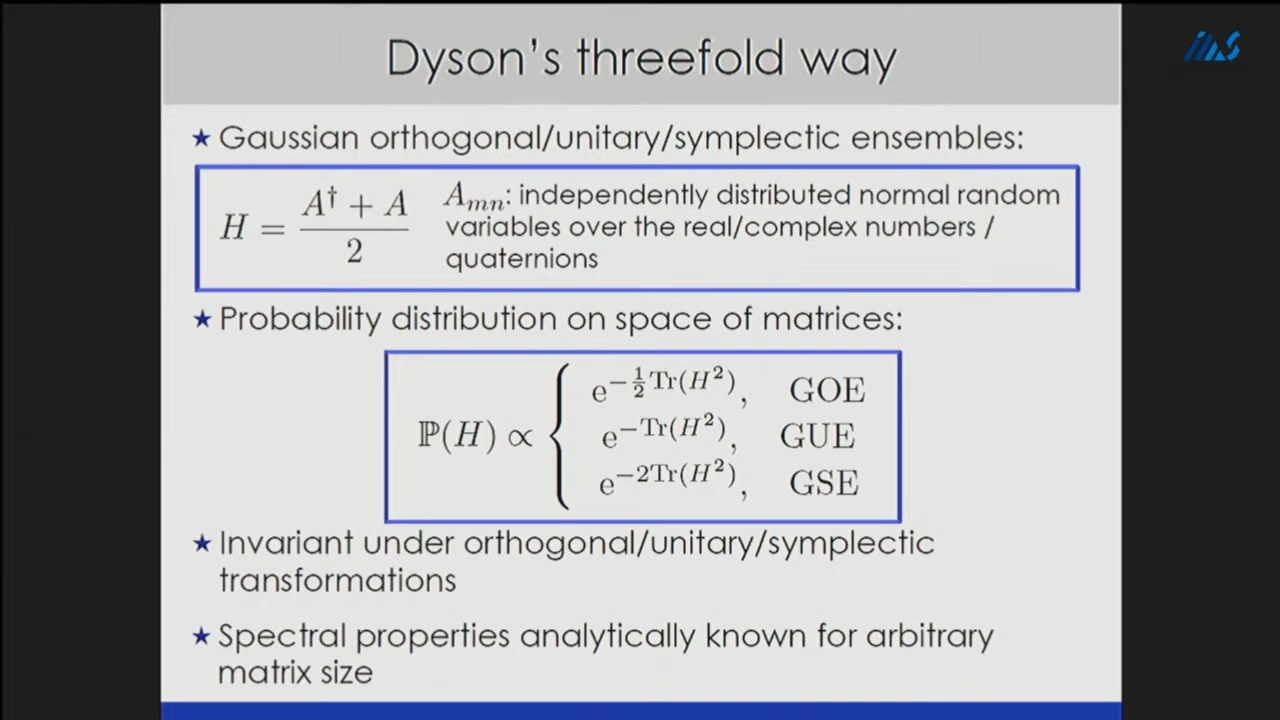 Dyson's threefold way
IMS
★ Gaussian orthogonal/unitary/symplectic ensembles:
H = (A† + A)/2
A_mn: independently distributed normal random
variables over the real/complex numbers /
quaternions
★ Probability distribution on space of matrices:
ℙ(H) ∝ {
e^{-½Tr(H²)}, GOE
e^{-Tr(H²)}, GUE
e^{-2Tr(H²)}, GSE
★ Invariant under orthogonal/unitary/symplectic
transformations
★ Spectral properties analytically known for arbitrary
matrix size